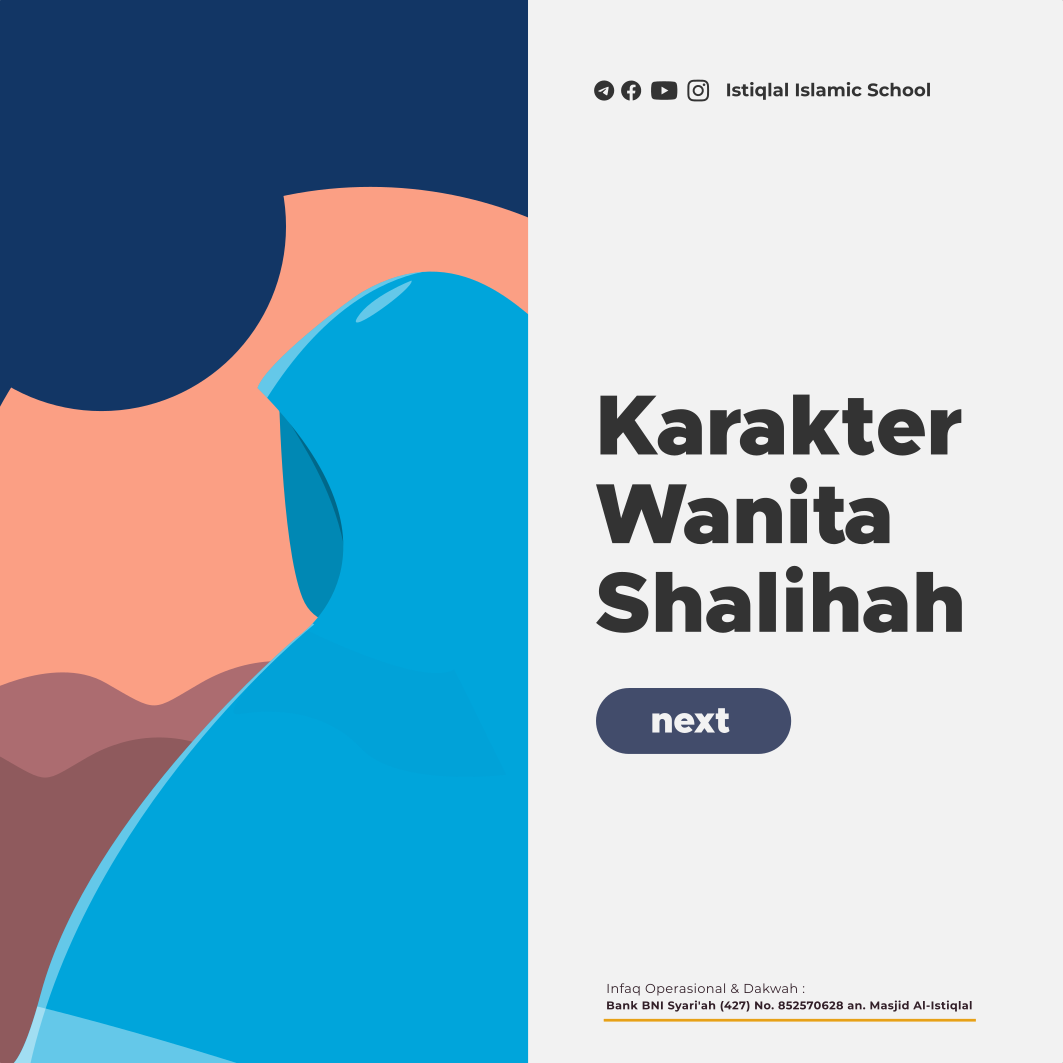 Istiqlal Islamic School
Karakter
Wanita
Shalihah
next
Infaq Operasional & Dakwah :
Bank BNI Syari'ah (427) No. 852570628 an. Masjid Al-Istiqlal